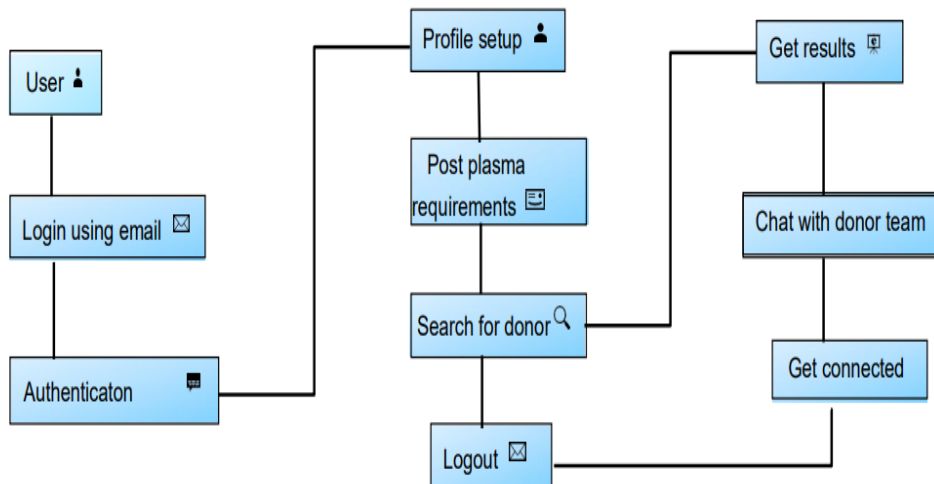 User
Login using email
Authenticaton
Profile setup
Post plasma
requirements
Search for donor
Logout
Get results
Chat with donor team
Get connected